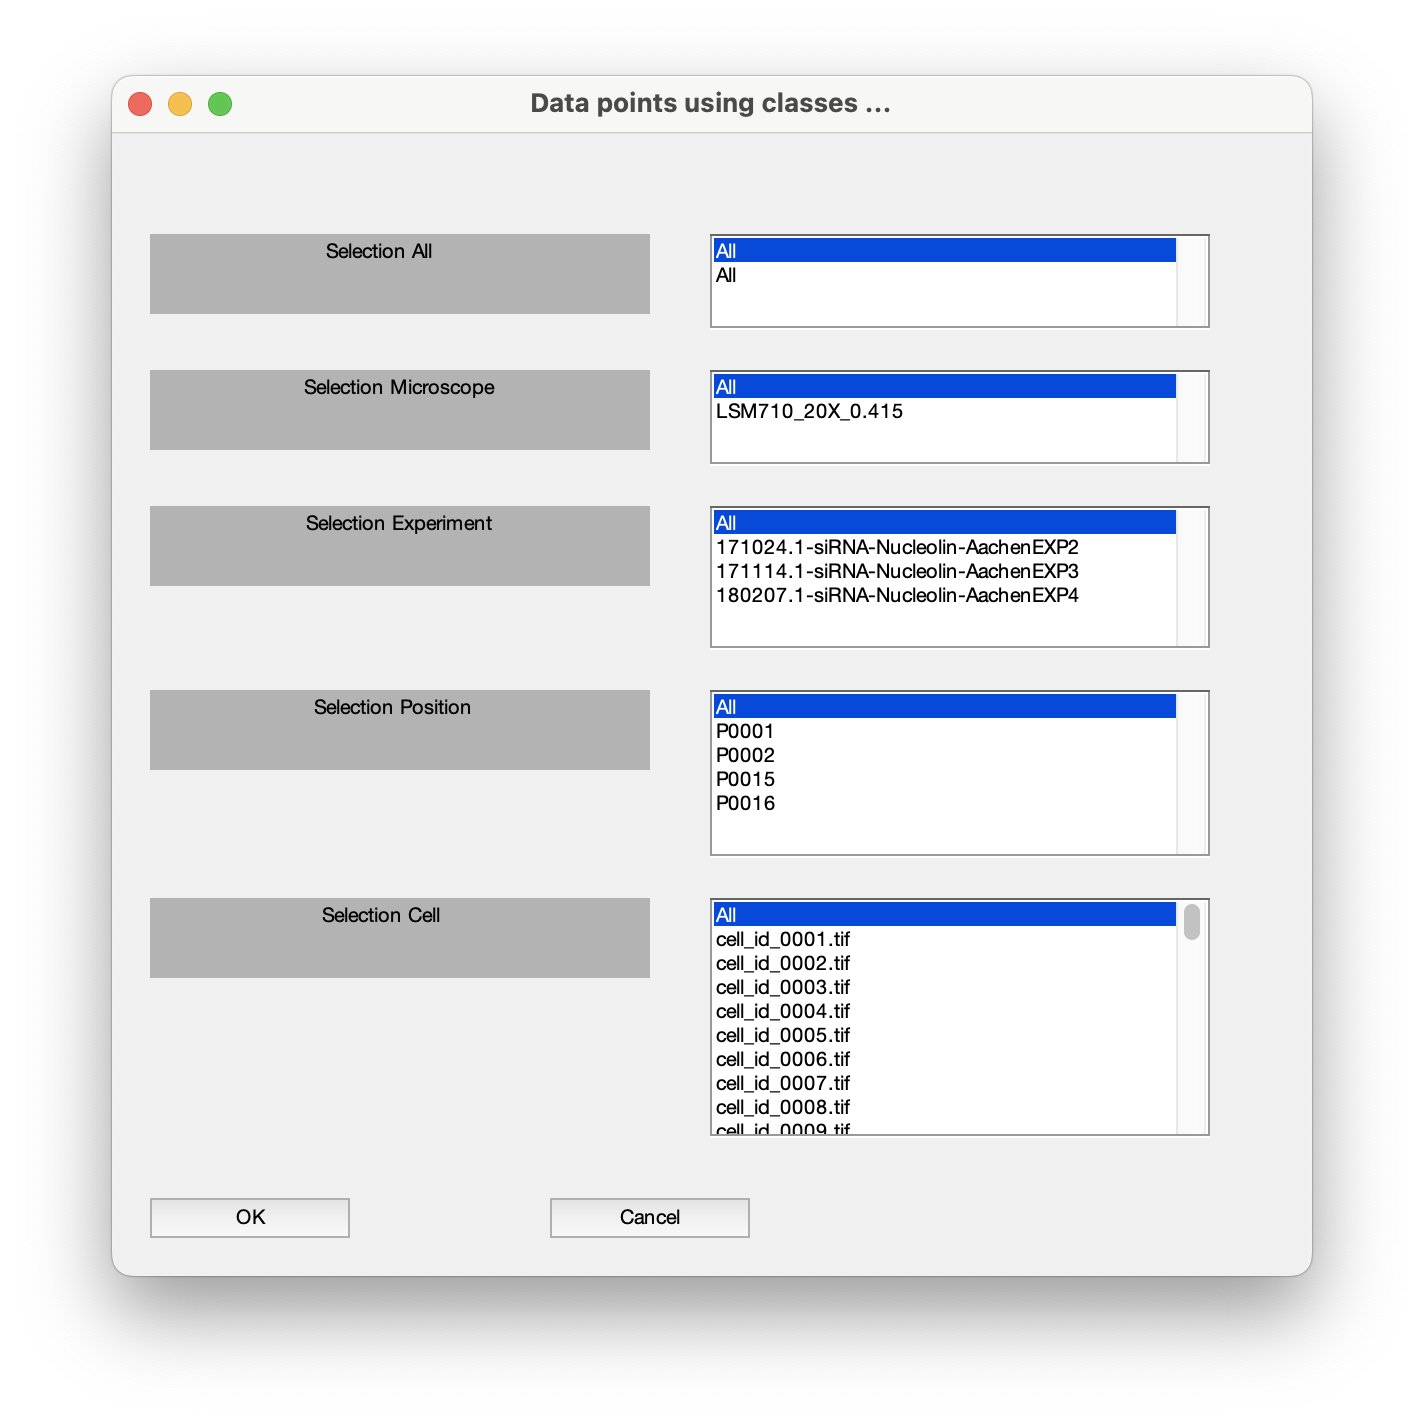 Data points using classes ...
Selection All
All
All
Selection Microscope
All
LSM710_20X_0.415
Selection Experiment
All
171024.1-siRNA-Nucleolin-AachenEXP2
171114.1-siRNA-Nucleolin-AachenEXP3
180207.1-siRNA-Nucleolin-AachenEXP4
Selection Position
All
P0001
P0002
P0015
P0016
Selection Cell
All
cell_id_0001.tif
cell_id_0002.tif
cell_id_0003.tif
cell_id_0004.tif
cell_id_0005.tif
cell_id_0006.tif
cell_id_0007.tif
cell_id_0008.tif
cell_id_0009.tif
OK
Cancel